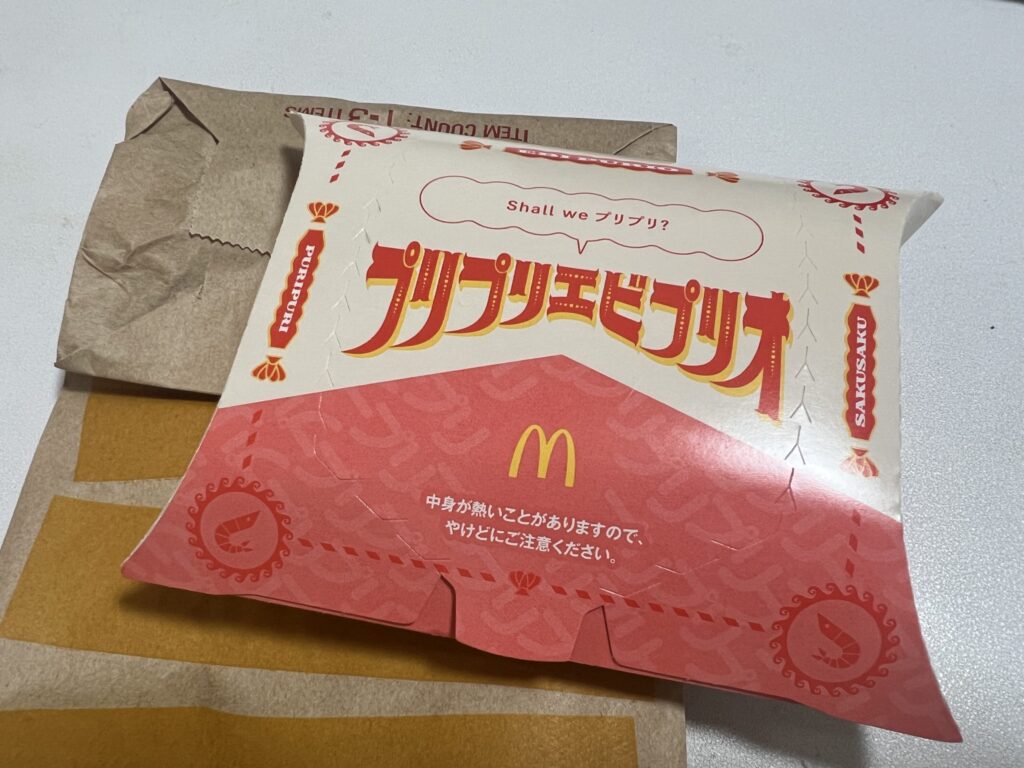 ITEM COUNT: 1-3 ITEMS
EBIPURIO
Shall we プリプリ?
プリプリエビプリオ
PURIPURI
SAKUSAKU
中身が熱いことがありますので、
やけどにご注意ください。